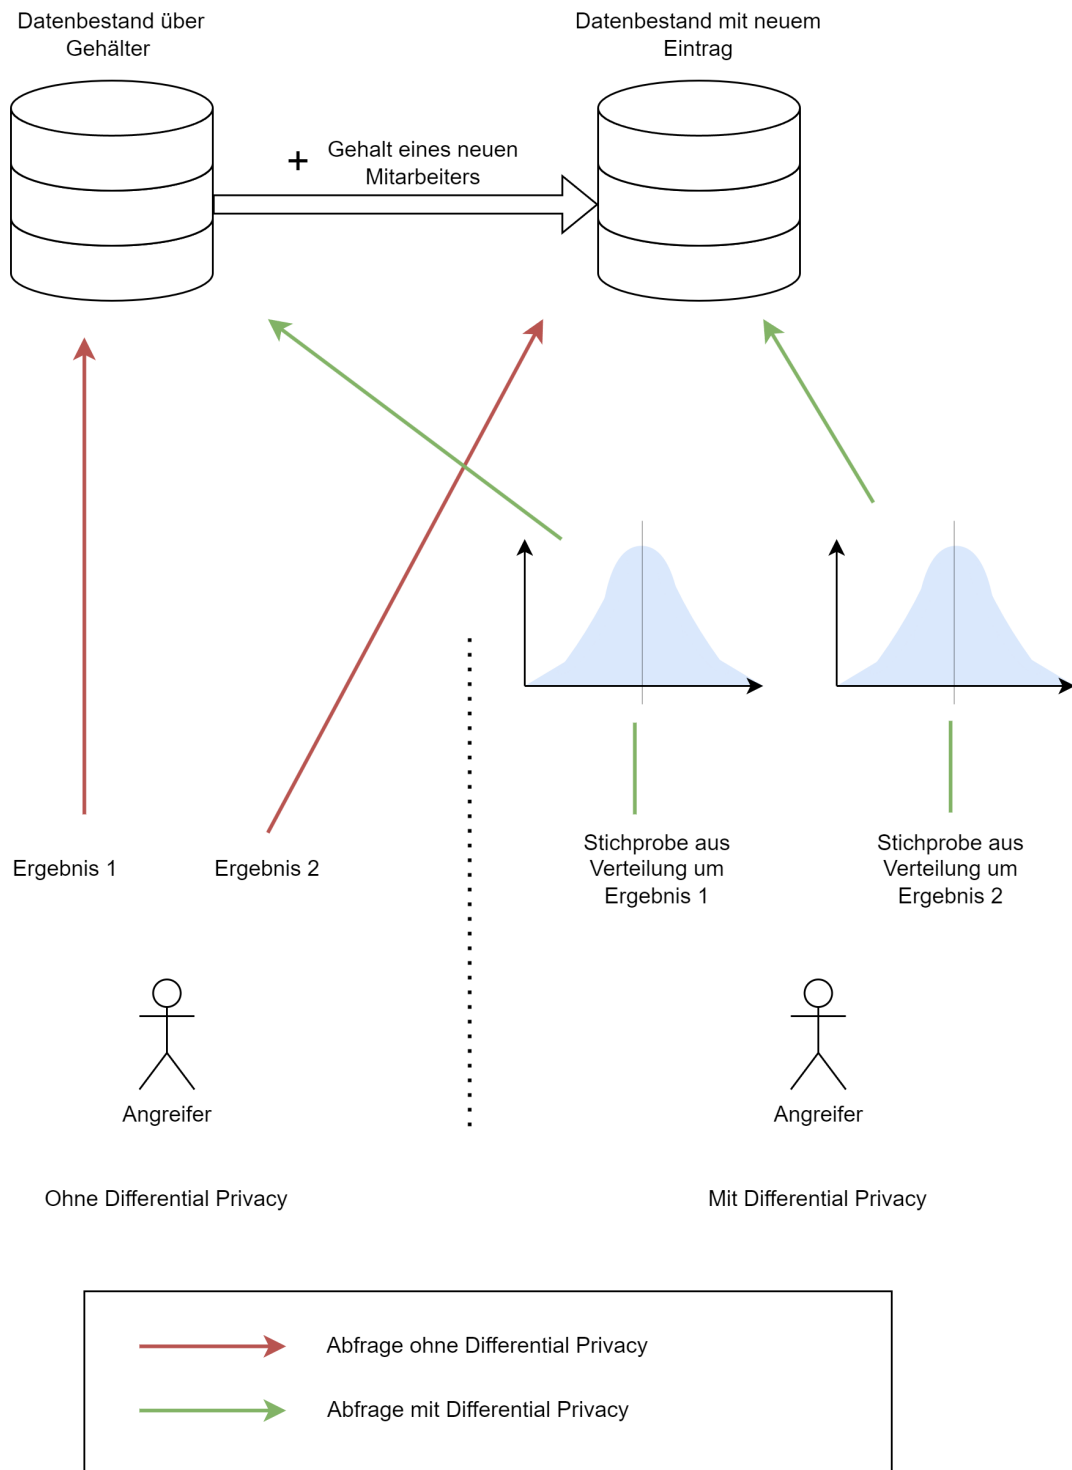 Datenbestand über
Gehälter
Datenbestand mit neuem
Eintrag
+
Gehalt eines neuen
Mitarbeiters
Ergebnis 1
Ergebnis 2
Stichprobe aus
Verteilung um
Ergebnis 1
Stichprobe aus
Verteilung um
Ergebnis 2
Angreifer
Angreifer
Ohne Differential Privacy
Mit Differential Privacy
Abfrage ohne Differential Privacy
Abfrage mit Differential Privacy